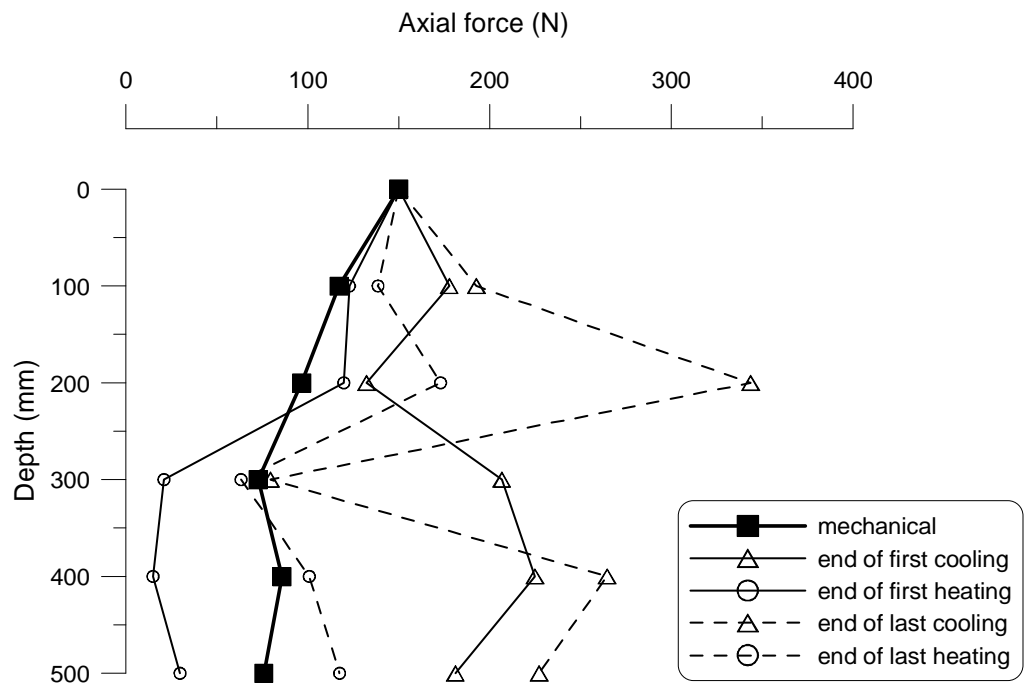 Axial force (N)
0 100 200 300 400
0
100
200
300
400
500
Depth (mm)
mechanical
end of first cooling
end of first heating
end of last cooling
end of last heating